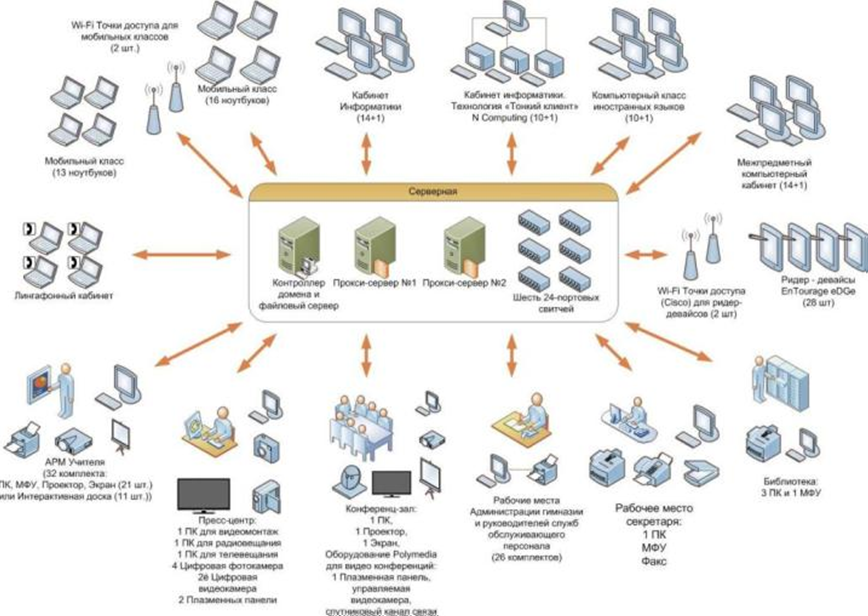 Wi-Fi Точки доступа для
мобильных классов
(2 шт.)
Мобильный класс
(16 ноутбуков)
Мобильный класс
(13 ноутбуков)
Кабинет
Информатики
(14+1)
Кабинет информатики.
Технология «Тонкий клиент»
N Computing (10+1)
Компьютерный класс
иностранных языков
(10+1)
Межпредметный
компьютерный
кабинет (14+1)
Серверная
Контроллер
домена и
файловый сервер
Прокси-сервер №1
Прокси-сервер №2
Шесть 24-портовых
свитчей
Лингафонный кабинет
Wi-Fi Точки доступа
(Cisco) для ридер-
девайсов (2 шт)
Ридер - девайсы
EnTourage eDGe
(28 шт)
АРМ Учителя
(32 комплекта:
ПК, МФУ, Проектор, Экран (21 шт.)
или Интерактивная доска (11 шт.))
Пресс-центр:
1 ПК для видеомонтаж
1 ПК для радиовещания
1 ПК для телевещания
4 Цифровая фотокамера
2ё Цифровая
видеокамера
2 Плазменных панели
Конференц-зал:
1 ПК,
1 Проектор,
1 Экран,
Оборудование Polymedia
для видео конференций:
1 Плазменная панель,
управляемая
видеокамера,
спутниковый канал связи
Рабочие места
Администрации гимназии
и руководителей служб
обслуживающего
персонала
(26 комплектов)
Рабочее место
секретаря:
1 ПК
МФУ
Факс
Библиотека:
3 ПК и 1 МФУ